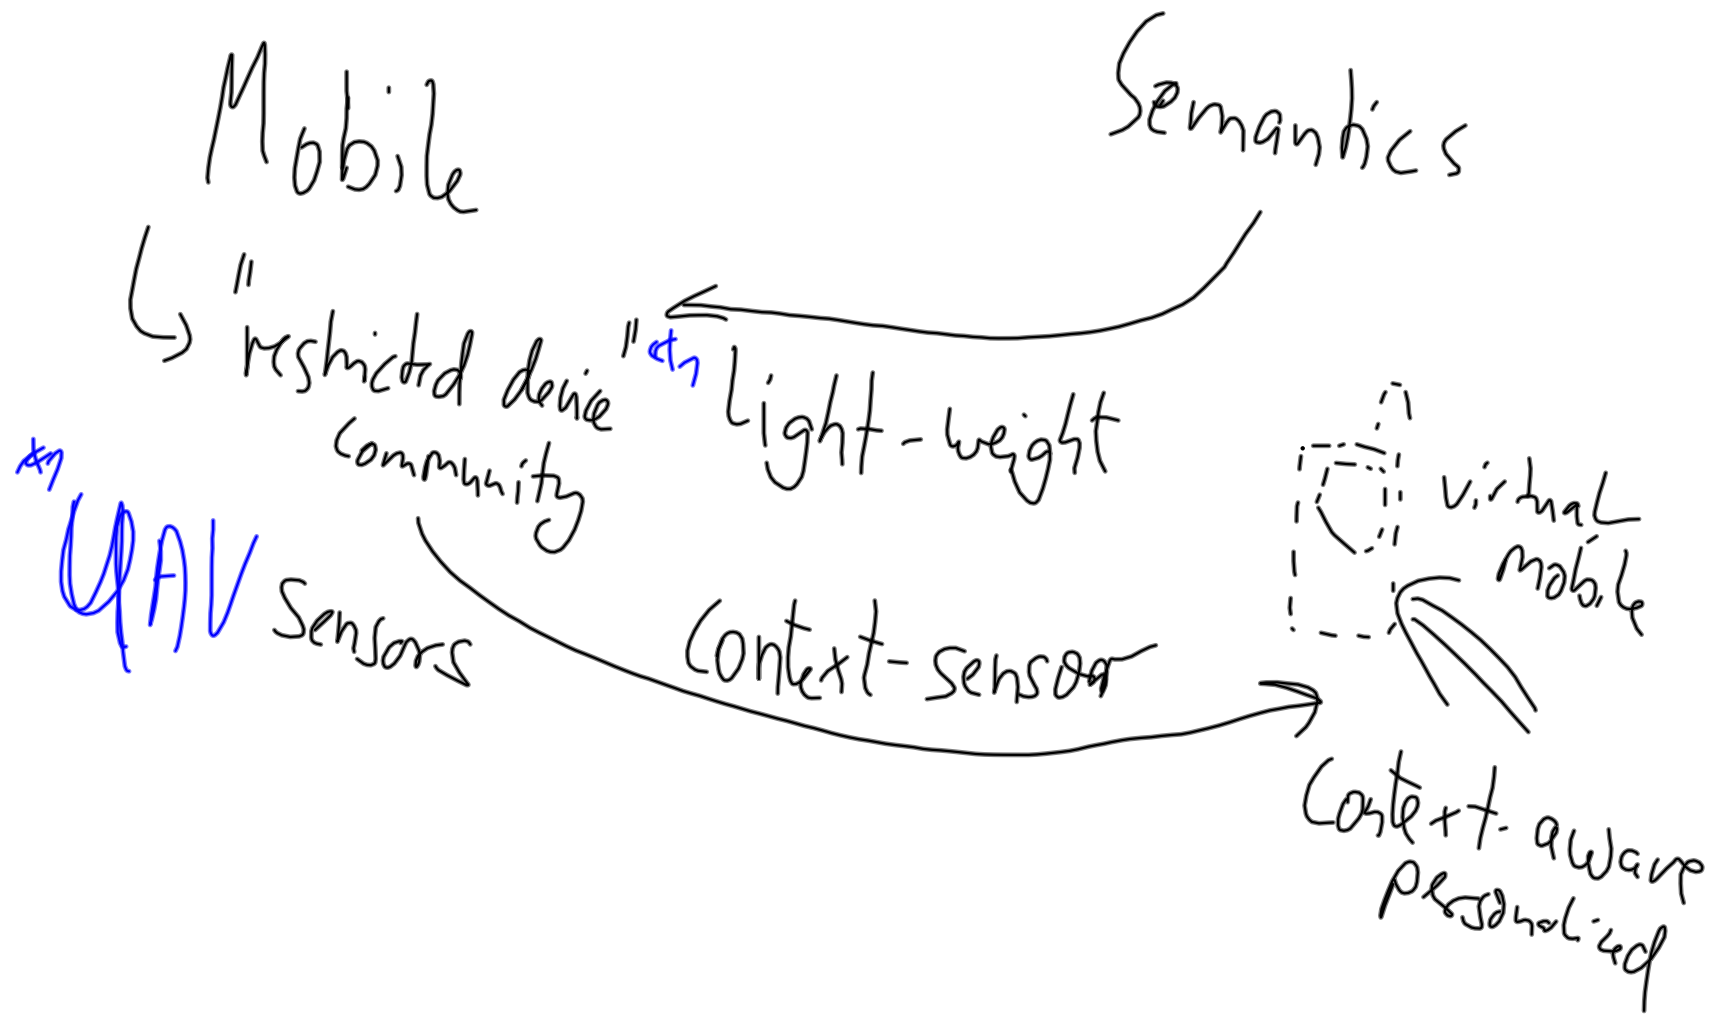 Mobile
Semantics
"restricted device"
community
Light-weight
UAV
Sensors
Context-sensor
virtual
mobile
Context-aware
personalized